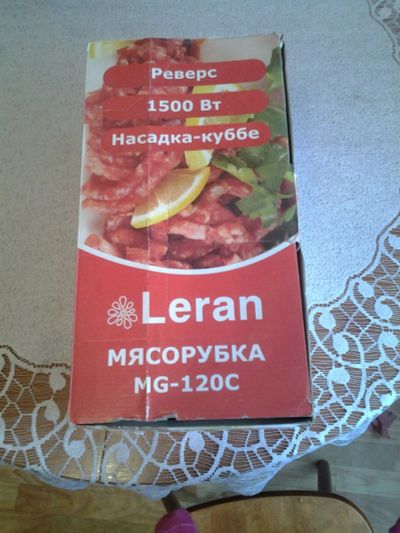 Реверс
1500 Вт
Насадка-куббе
Leran
МЯСОРУБКА
MG-120C